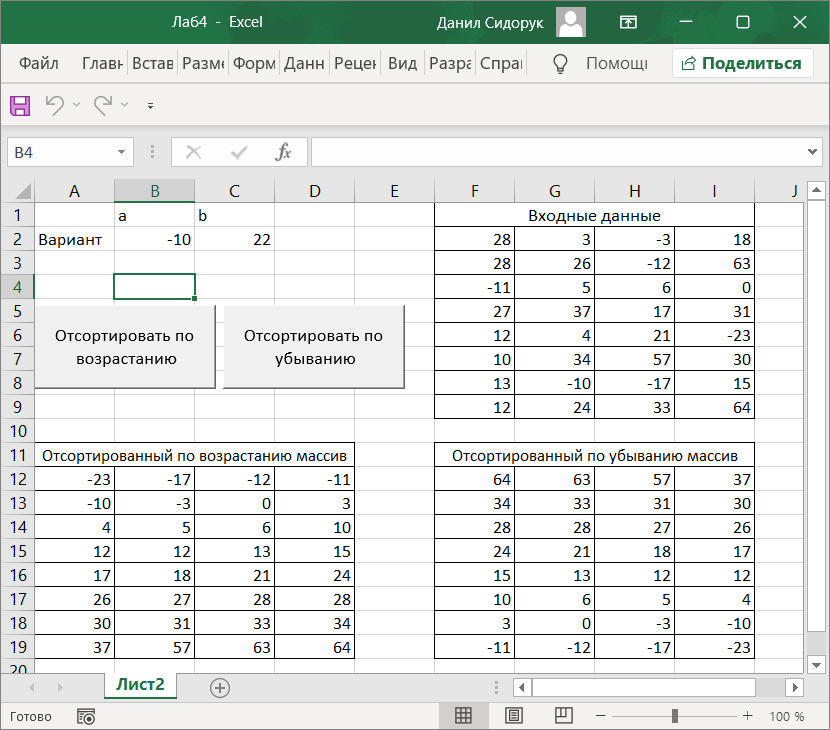 Лаб4 - Excel
Данил Сидорук
Файл Главн Встав Разме Форм Данн Рецен Вид Разра Справ Помощь Поделиться
B4 fx
A B C D E F G H I J
1 a b Входные данные
2 Вариант -10 22 28 3 -3 18
3 28 26 -12 63
4 -11 5 6 0
5 27 37 17 31
6 Отсортировать по Отсортировать по 12 4 21 -23
7 возрастанию убыванию 10 34 57 30
8 13 -10 -17 15
9 12 24 33 64
10
11 Отсортированный по возрастанию массив Отсортированный по убыванию массив
12 -23 -17 -12 -11 64 63 57 37
13 -10 -3 0 3 34 33 31 30
14 4 5 6 10 28 28 27 26
15 12 12 13 15 24 21 18 17
16 17 18 21 24 15 13 12 12
17 26 27 28 28 10 6 5 4
18 30 31 33 34 3 0 -3 -10
19 37 57 63 64 -11 -12 -17 -23
20
Лист2
Готово 100 %